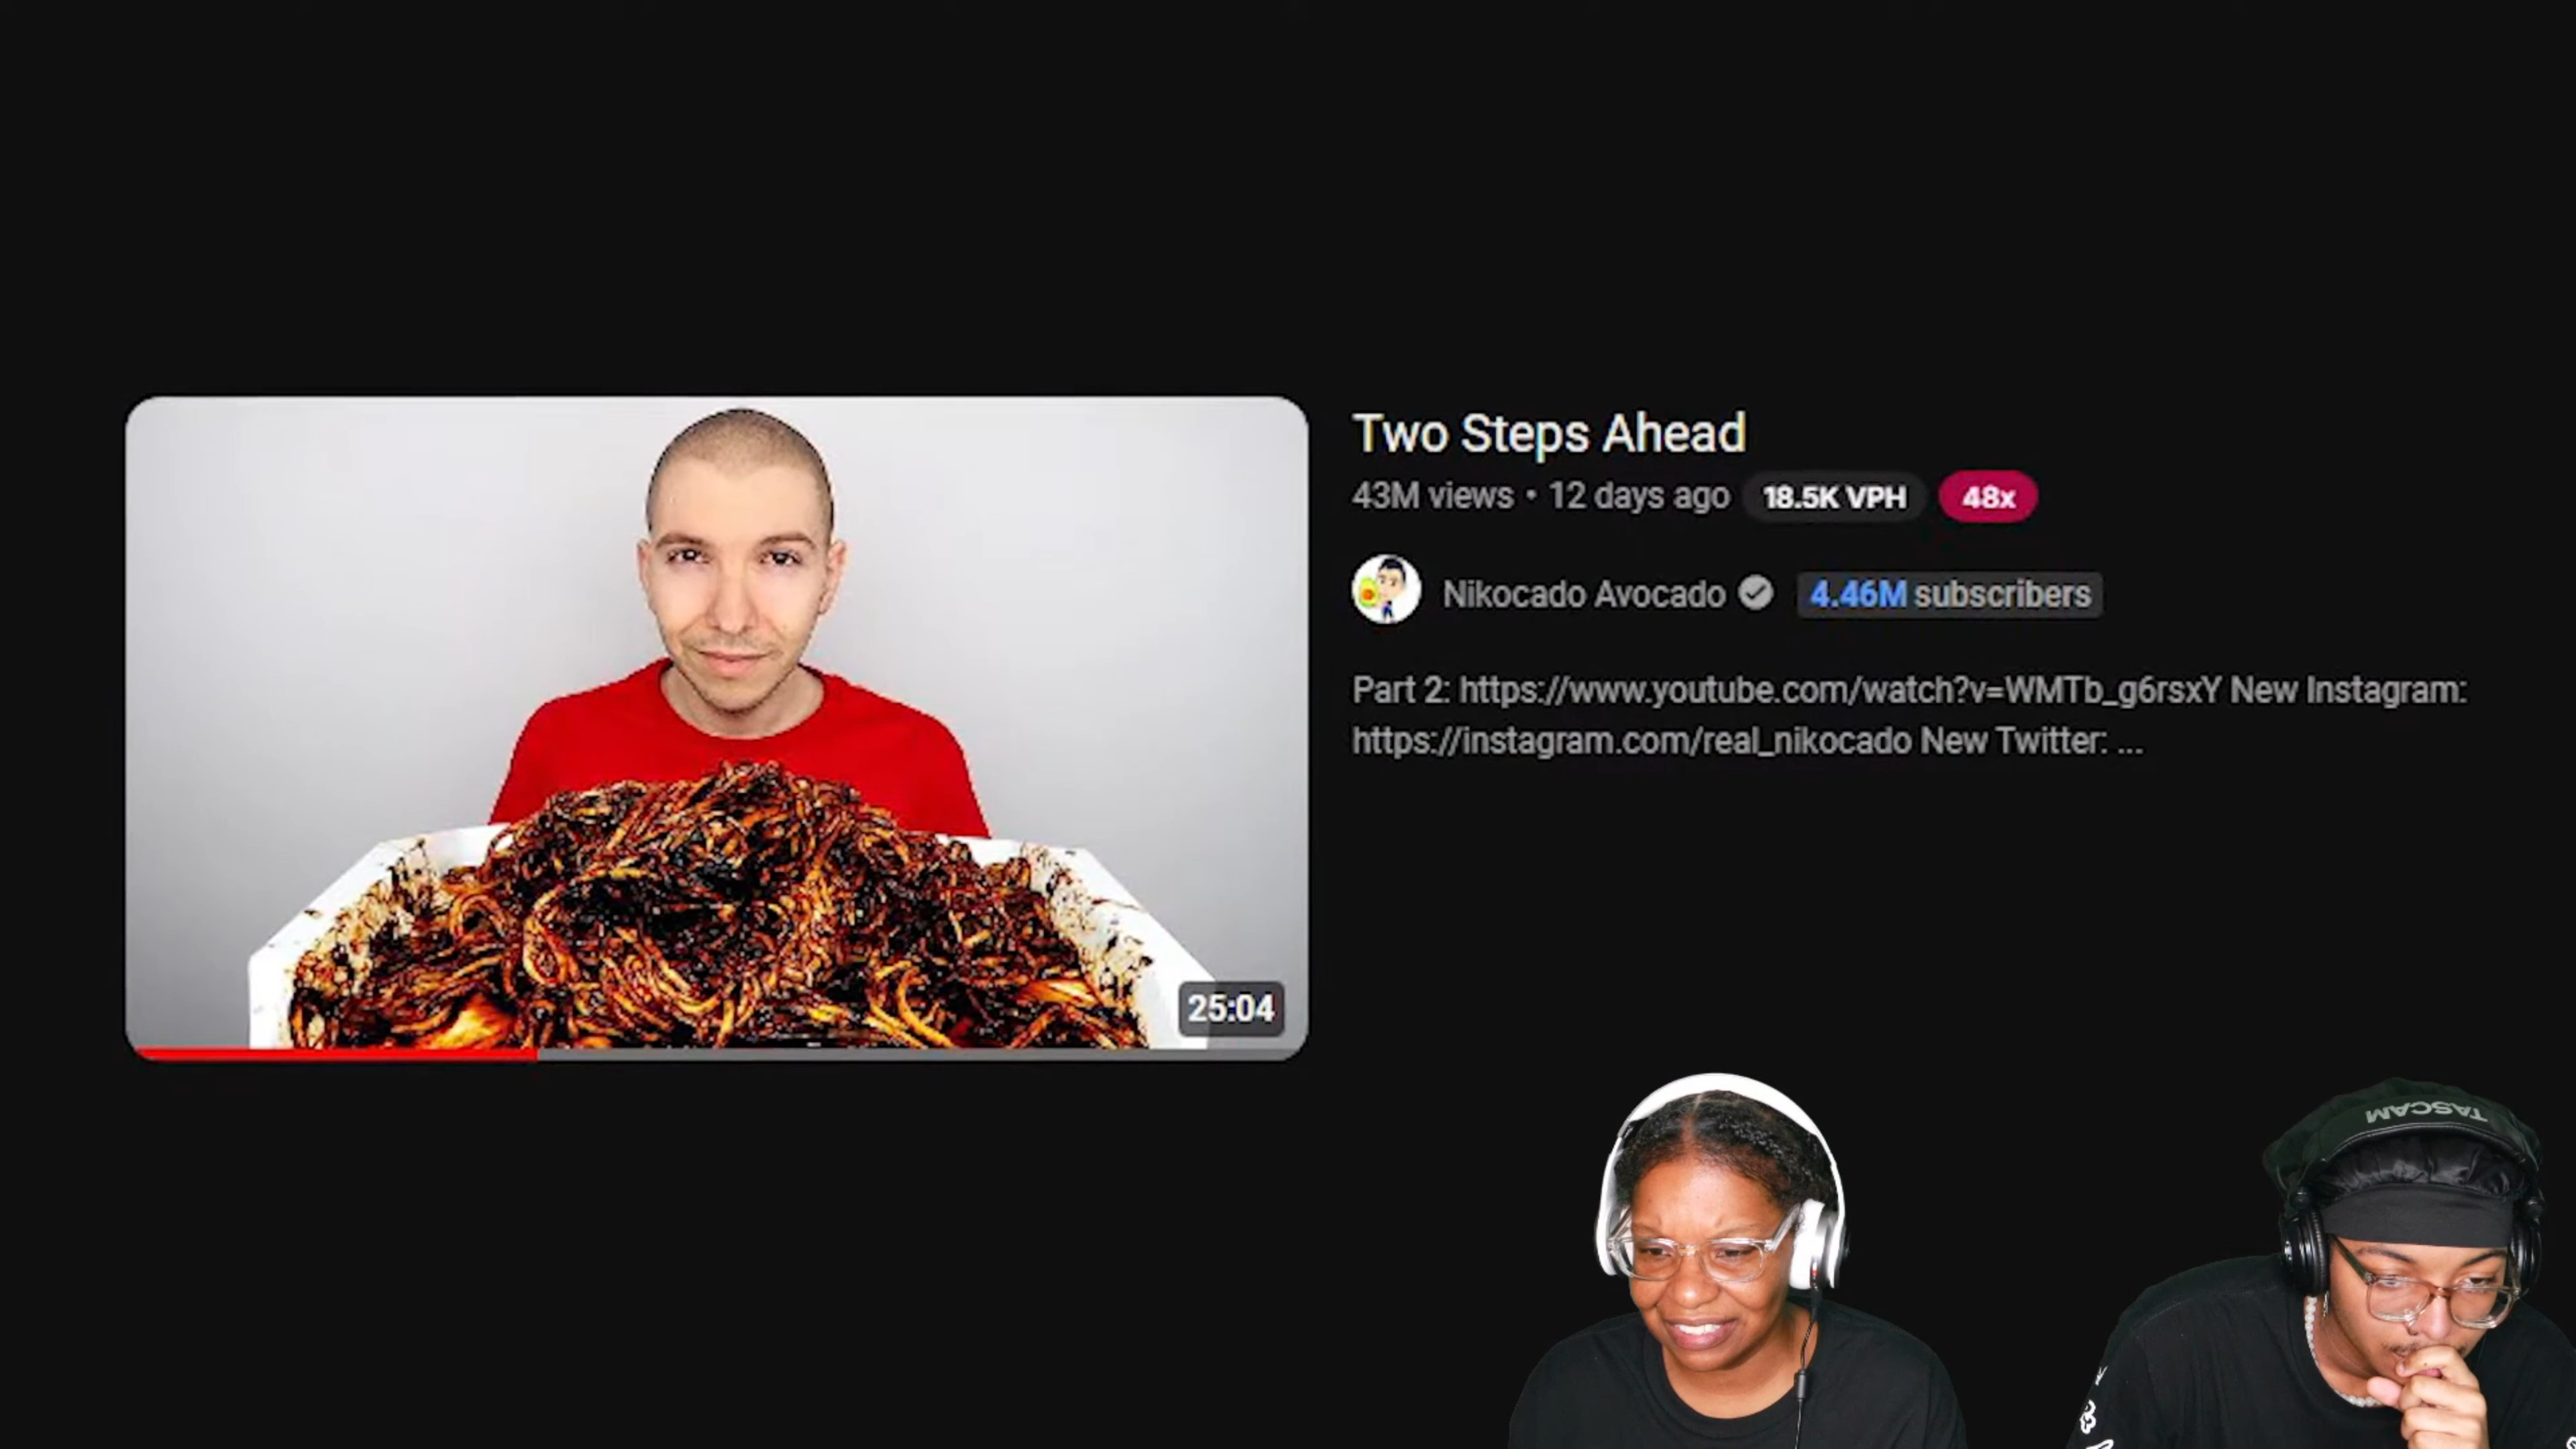 Two Steps Ahead
43M views • 12 days ago 18.5K VPH 48x
Nikocado Avocado 4.46M subscribers
Part 2: https://www.youtube.com/watch?v=WMTb_g6rsxY New Instagram:
https://instagram.com/real_nikocado New Twitter: ...
25:04
TASCAM